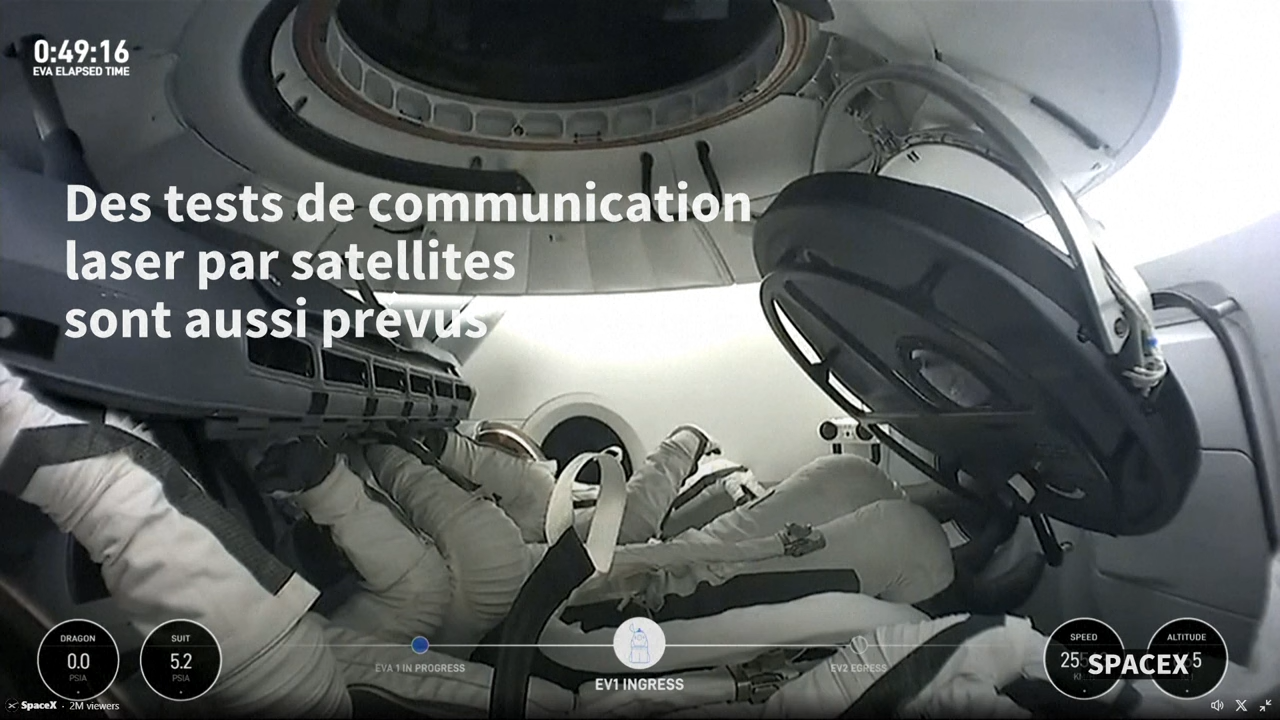 0:49:16
EVA ELAPSED TIME
Des tests de communication
laser par satellites
sont aussi prévus
DRAGON
0.0
PSIA
SUIT
5.2
PSIA
EVA 1 IN PROGRESS
EV1 INGRESS
EV2 EGRESS
SPEED
ALTITUDE
SPACEX
SpaceX · 2M viewers